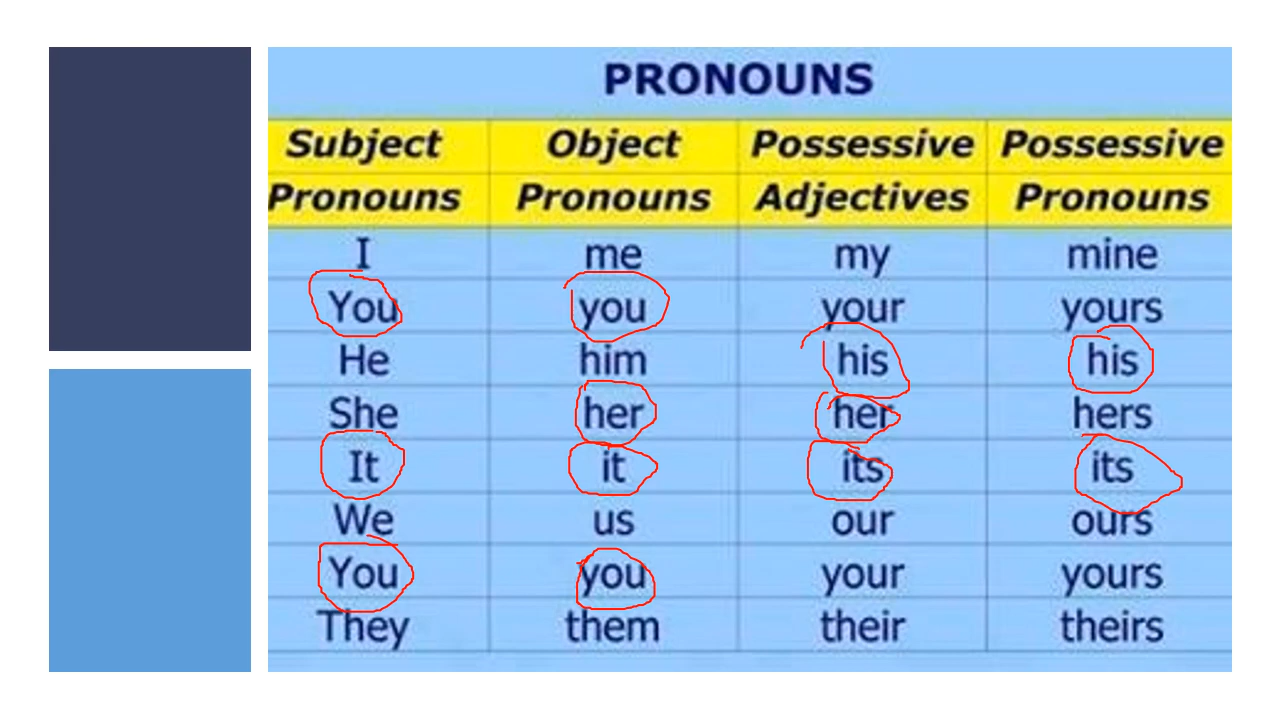 PRONOUNS
Subject Object Possessive Possessive
Pronouns Pronouns Adjectives Pronouns
I me my mine
You you your yours
He him his his
She her her hers
It it its its
We us our ours
You you your yours
They them their theirs